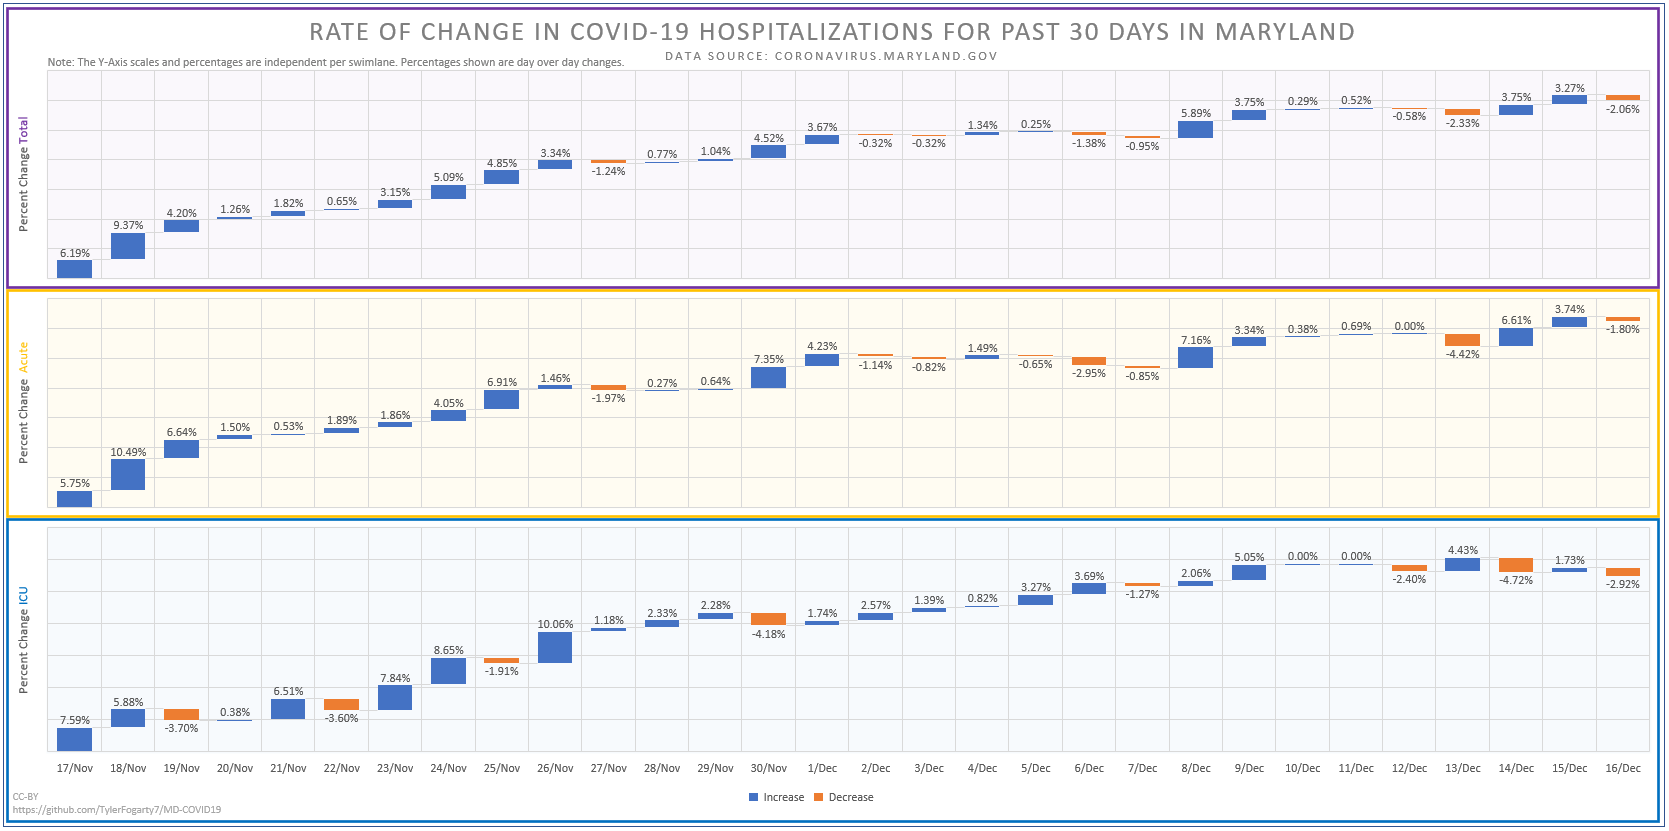 RATE OF CHANGE IN COVID-19 HOSPITALIZATIONS FOR PAST 30 DAYS IN MARYLAND
DATA SOURCE: CORONAVIRUS.MARYLAND.GOV
Note: The Y-Axis scales and percentages are independent per swimlane. Percentages shown are day over day changes.
Percent Change Total
6.19% 9.37% 4.20% 1.26% 1.82% 0.65% 3.15% 5.09% 4.85% 3.34% -1.24% 0.77% 1.04% 4.52% 3.67% -0.32% -0.32% 1.34% 0.25% -1.38% -0.95% 5.89% 3.75% 0.29% 0.52% -0.58% -2.33% 3.75% 3.27% -2.06%
Percent Change Acute
5.75% 10.49% 6.64% 1.50% 0.53% 1.89% 1.86% 4.05% 6.91% 1.46% -1.97% 0.27% 0.64% 7.35% 4.23% -1.14% -0.82% 1.49% -0.65% -2.95% -0.85% 7.16% 3.34% 0.38% 0.69% 0.00% -4.42% 6.61% 3.74% -1.80%
Percent Change ICU
7.59% 5.88% -3.70% 0.38% 6.51% -3.60% 7.84% 8.65% -1.91% 10.06% 1.18% 2.33% 2.28% -4.18% 1.74% 2.57% 1.39% 0.82% 3.27% 3.69% -1.27% 2.06% 5.05% 0.00% 0.00% -2.40% 4.43% -4.72% 1.73% -2.92%
17/Nov 18/Nov 19/Nov 20/Nov 21/Nov 22/Nov 23/Nov 24/Nov 25/Nov 26/Nov 27/Nov 28/Nov 29/Nov 30/Nov 1/Dec 2/Dec 3/Dec 4/Dec 5/Dec 6/Dec 7/Dec 8/Dec 9/Dec 10/Dec 11/Dec 12/Dec 13/Dec 14/Dec 15/Dec 16/Dec
Increase Decrease
CC-BY
https://github.com/TylerFogarty7/MD-COVID19